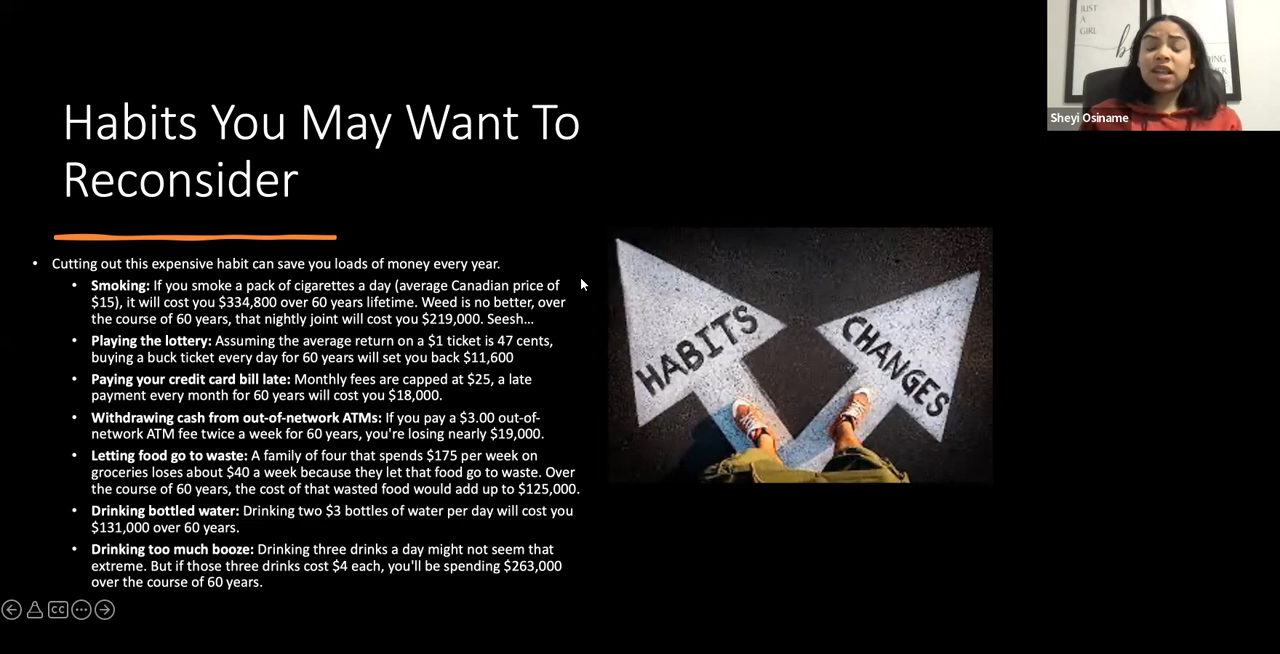 JUST
A
GIRL
Sheyi Osiname
Habits You May Want To
Reconsider
• Cutting out this expensive habit can save you loads of money every year.
• Smoking: If you smoke a pack of cigarettes a day (average Canadian price of
$15), it will cost you $334,800 over 60 years lifetime. Weed is no better, over
the course of 60 years, that nightly joint will cost you $219,000. Seesh...
• Playing the lottery: Assuming the average return on a $1 ticket is 47 cents,
buying a buck ticket every day for 60 years will set you back $11,600
• Paying your credit card bill late: Monthly fees are capped at $25, a late
payment every month for 60 years will cost you $18,000.
• Withdrawing cash from out-of-network ATMs: If you pay a $3.00 out-of-
network ATM fee twice a week for 60 years, you're losing nearly $19,000.
• Letting food go to waste: A family of four that spends $175 per week on
groceries loses about $40 a week because they let that food go to waste. Over
the course of 60 years, the cost of that wasted food would add up to $125,000.
• Drinking bottled water: Drinking two $3 bottles of water per day will cost you
$131,000 over 60 years.
• Drinking too much booze: Drinking three drinks a day might not seem that
extreme. But if those three drinks cost $4 each, you'll be spending $263,000
over the course of 60 years.
HABITS
CHANGES
CC